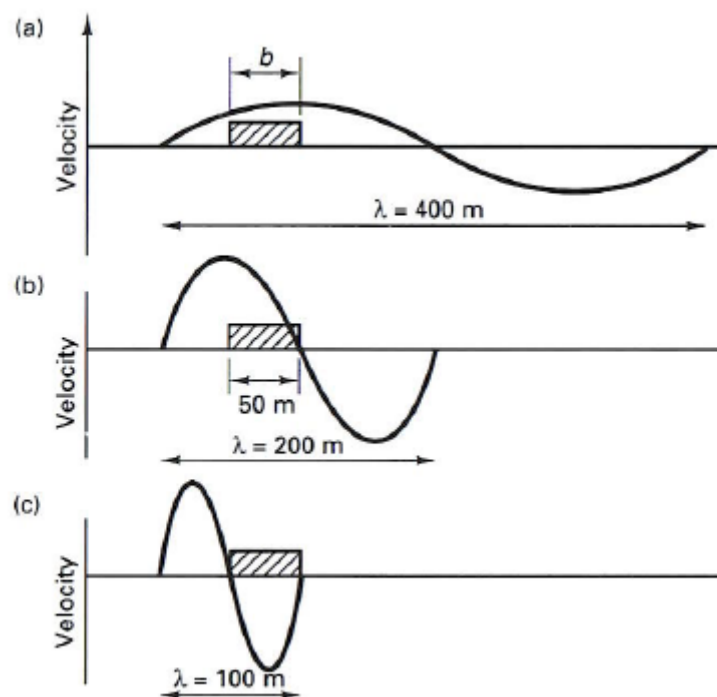 (a)
b
Velocity
λ = 400 m
(b)
Velocity
50 m
λ = 200 m
(c)
Velocity
λ = 100 m